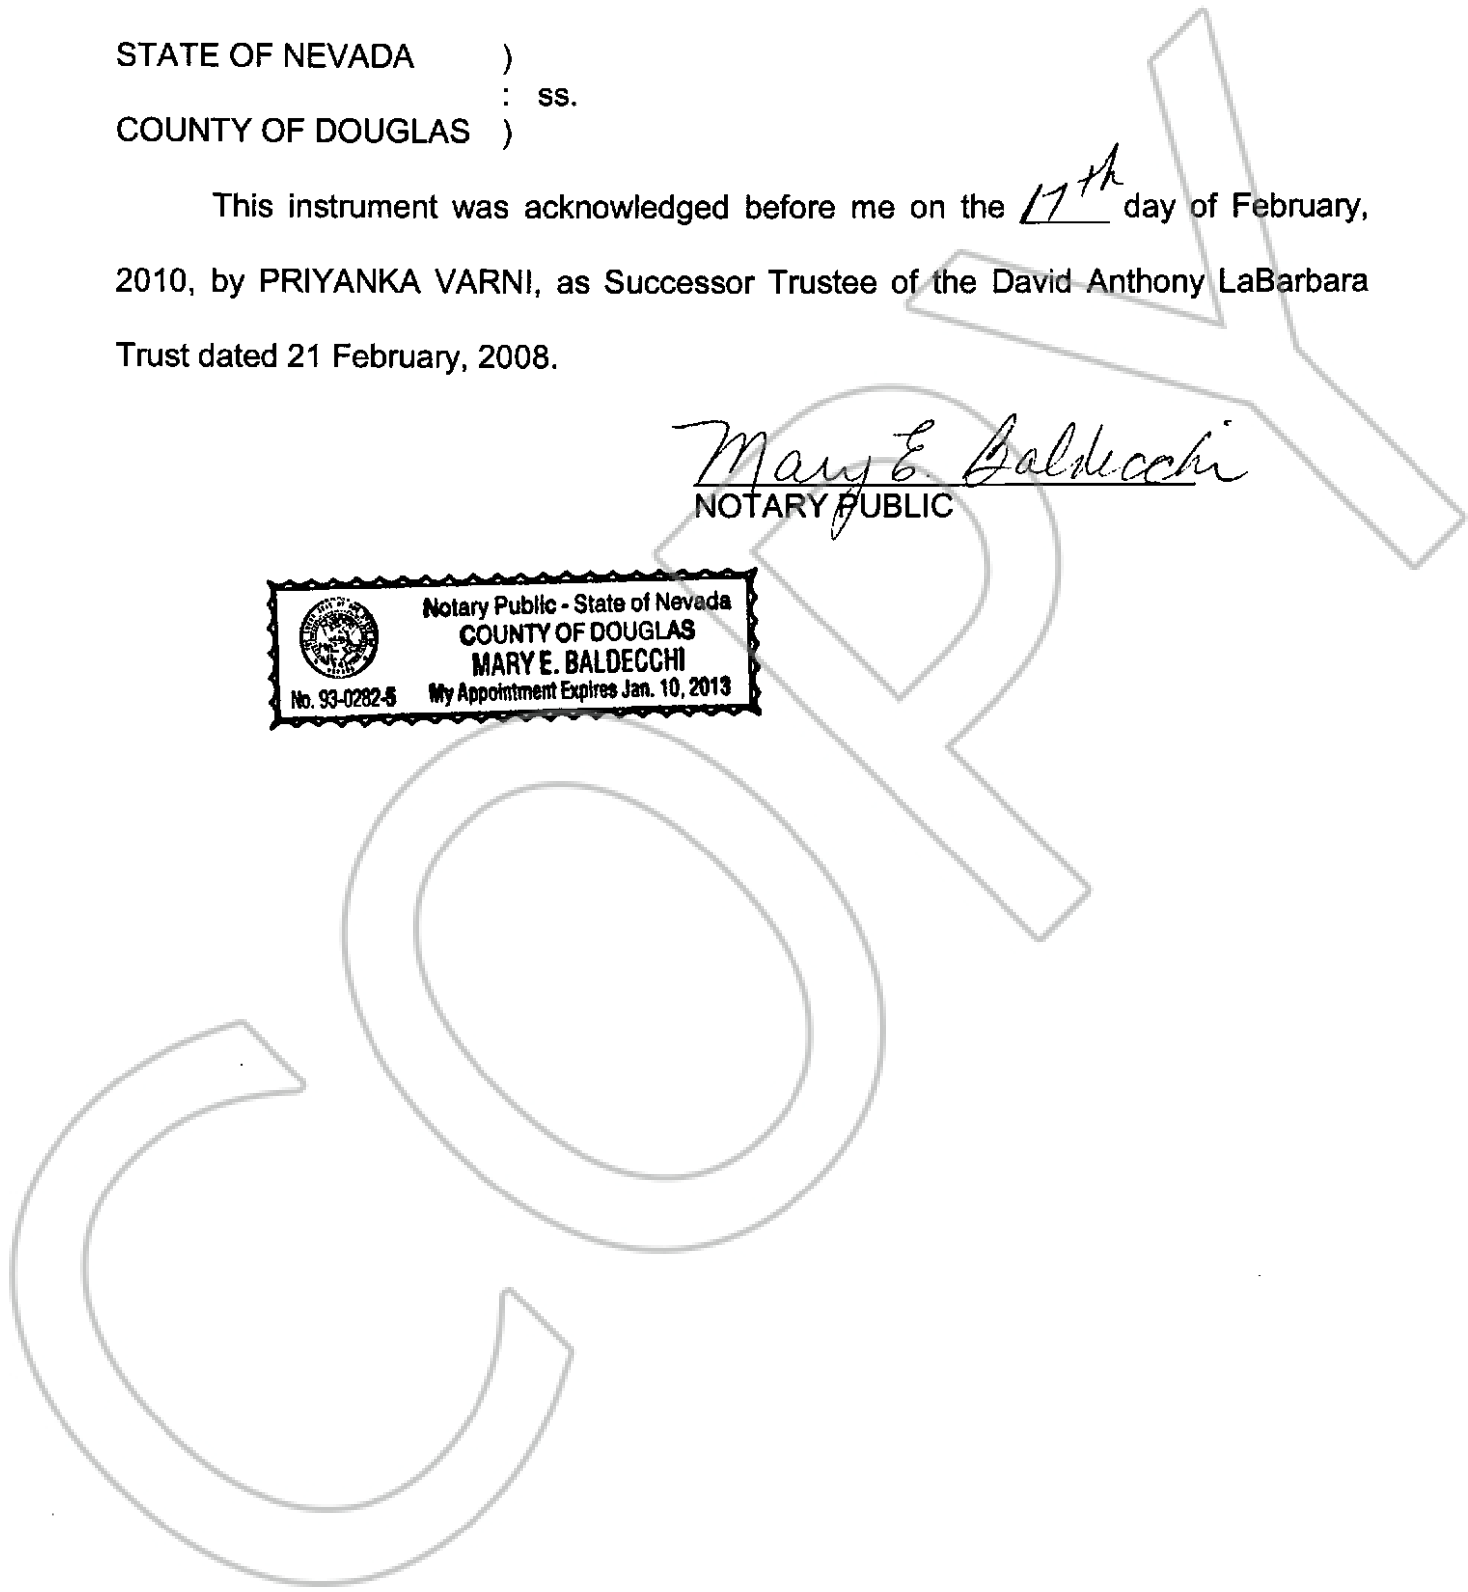 STATE OF NEVADA )
: ss.
COUNTY OF DOUGLAS )
This instrument was acknowledged before me on the 17th day of February,
2010, by PRIYANKA VARNI, as Successor Trustee of the David Anthony LaBarbara
Trust dated 21 February, 2008.
Mary E. Baldecchi
NOTARY PUBLIC
Notary Public - State of Nevada
COUNTY OF DOUGLAS
MARY E. BALDECCHI
No. 93-0282-5 My Appointment Expires Jan. 10, 2013
COPY